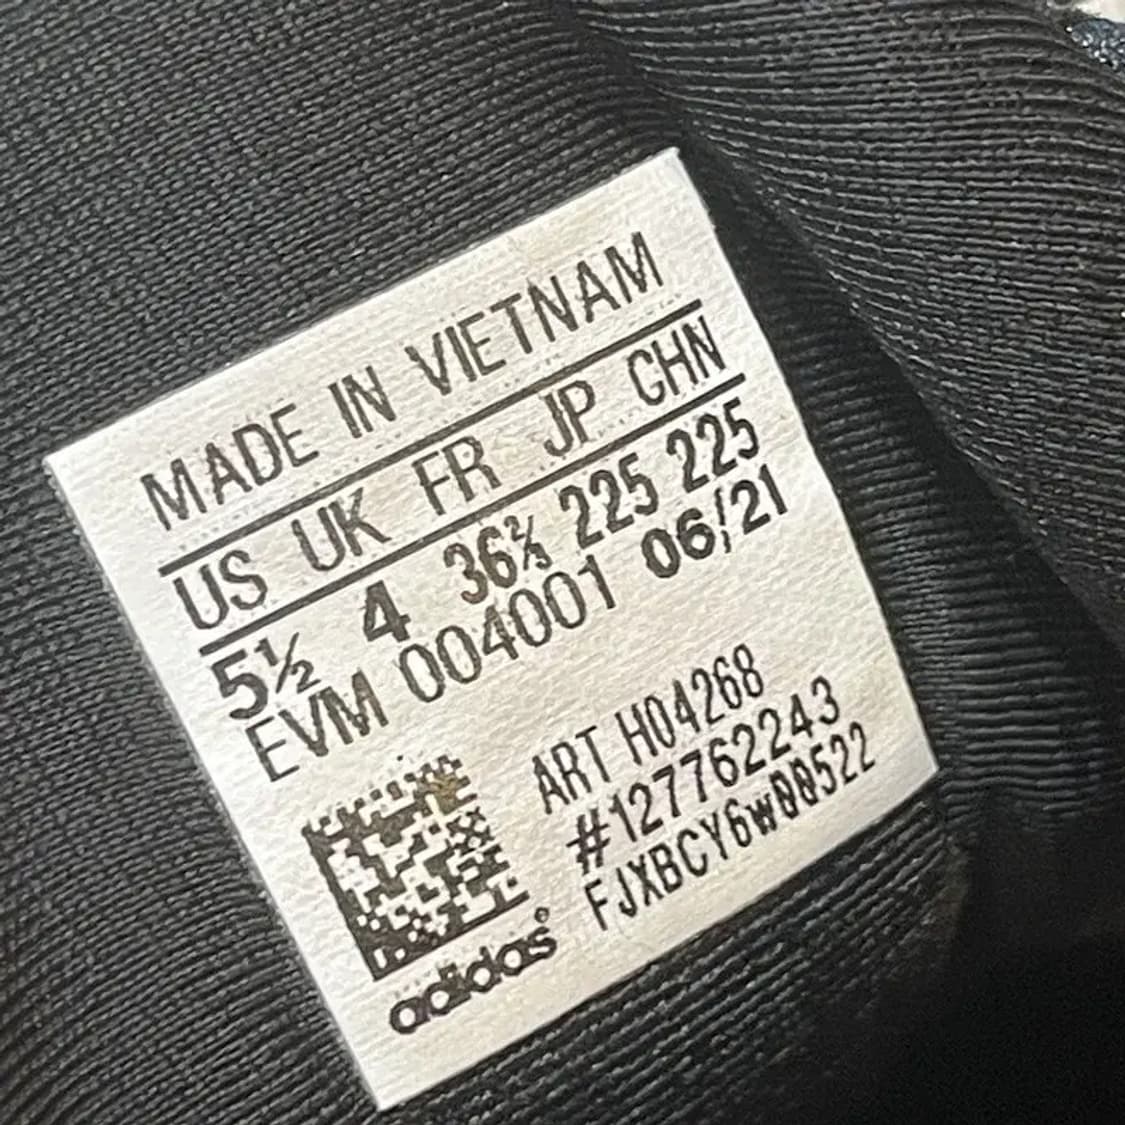 MADE IN VIETNAM
US UK FR JP CHN
5½ 4 36⅔ 225 225
EVM 004001 06/21
ART H04268
#127762243
FJXBCY6w00522
adidas®